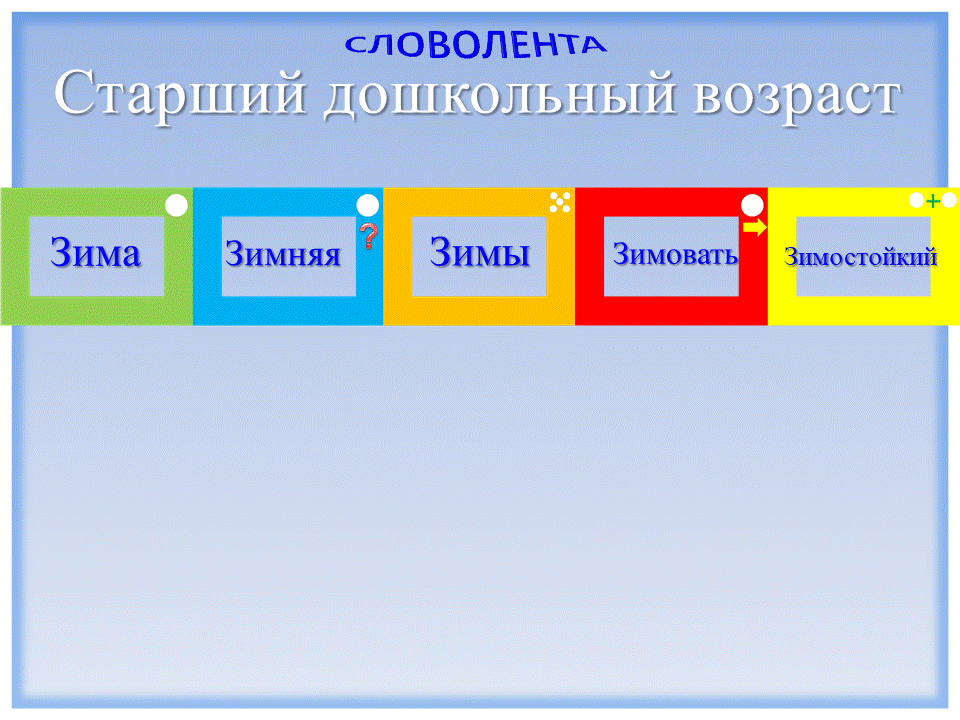 СЛОВОЛЕНТА
Старший дошкольный возраст
Зима Зимняя Зимы Зимовать Зимостойкий